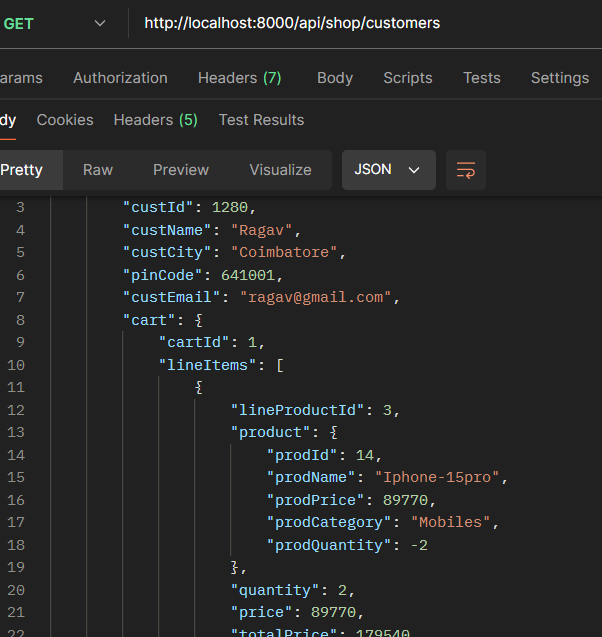 GET http://localhost:8000/api/shop/customers
arams Authorization Headers (7) Body Scripts Tests Settings
dy Cookies Headers (5) Test Results
Pretty Raw Preview Visualize JSON
3 "custId": 1280,
4 "custName": "Ragav",
5 "custCity": "Coimbatore",
6 "pinCode": 641001,
7 "custEmail": "ragav@gmail.com",
8 "cart": {
9 "cartId": 1,
10 "lineItems": [
11 {
12 "lineProductId": 3,
13 "product": {
14 "prodId": 14,
15 "prodName": "Iphone-15pro",
16 "prodPrice": 89770,
17 "prodCategory": "Mobiles",
18 "prodQuantity": -2
19 },
20 "quantity": 2,
21 "price": 89770,
22 "totalPrice": 179540